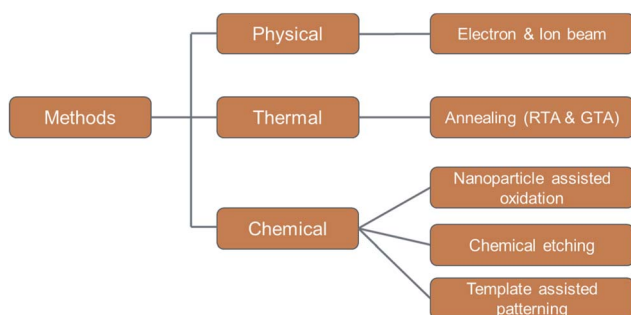 Physical
Electron & Ion beam
Methods
Thermal
Annealing (RTA & GTA)
Nanoparticle assisted
oxidation
Chemical
Chemical etching
Template assisted
patterning